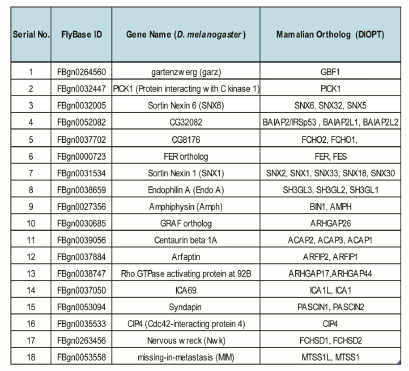 Serial No. FlyBase ID Gene Name (D. melanogaster) Mamalian Ortholog (DIOPT)
1 FBgn0264560 gartenzwerg (garz) GBF1
2 FBgn0032447 PICK1 (Protein interacting with C kinase 1) PICK1
3 FBgn0032005 Sortin Nexin 6 (SNX6) SNX6, SNX32, SNX5
4 FBgn0052082 CG32082 BAIAP2/IRSp53 , BAIAP2L1, BAIAP2L2
5 FBgn0037702 CG8176 FCHO2, FCHO1,
6 FBgn0000723 FER ortholog FER, FES
7 FBgn0031534 Sortin Nexin 1 (SNX1) SNX2, SNX1, SNX33, SNX18, SNX30
8 FBgn0038659 Endophilin A (Endo A) SH3GL3, SH3GL2, SH3GL1
9 FBgn0027356 Amphiphysin (Amph) BIN1, AMPH
10 FBgn0030685 GRAF ortholog ARHGAP26
11 FBgn0039056 Centaurin beta 1A ACAP2, ACAP3, ACAP1
12 FBgn0037884 Arfaptin ARFIP2, ARFIP1
13 FBgn0038747 Rho GTPase activating protein at 92B ARHGAP17,ARHGAP44
14 FBgn0037050 ICA69 ICA1L, ICA1
15 FBgn0053094 Syndapin PASCIN1, PASCIN2
16 FBgn0035533 CIP4 (Cdc42-interacting protein 4) CIP4
17 FBgn0263456 Nervous wreck (Nwk) FCHSD1, FCHSD2
18 FBgn0053558 missing-in-metastasis (MIM) MTSS1L, MTSS1